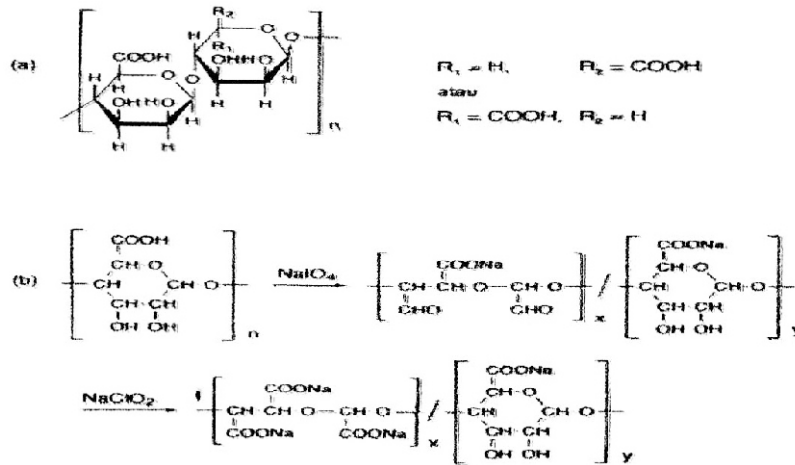 (a)
R₂
COOH
R₁
H
OHHO
O
n
R₁ = H, R₂ = COOH
atau
R₁ = COOH, R₂ = H
(b)
COOH
CH O
CH CH O
CH CH
OH OH
n
NaIO₄
COONa
CH CH O CH O
CHO CHO
x
/
COONa
CH O
CH CH O
CH CH
OH OH
y
NaClO₂
COONa
CH CH O CH O
COONa COONa
x
/
COONa
CH O
CH CH O
CH CH
OH OH
y